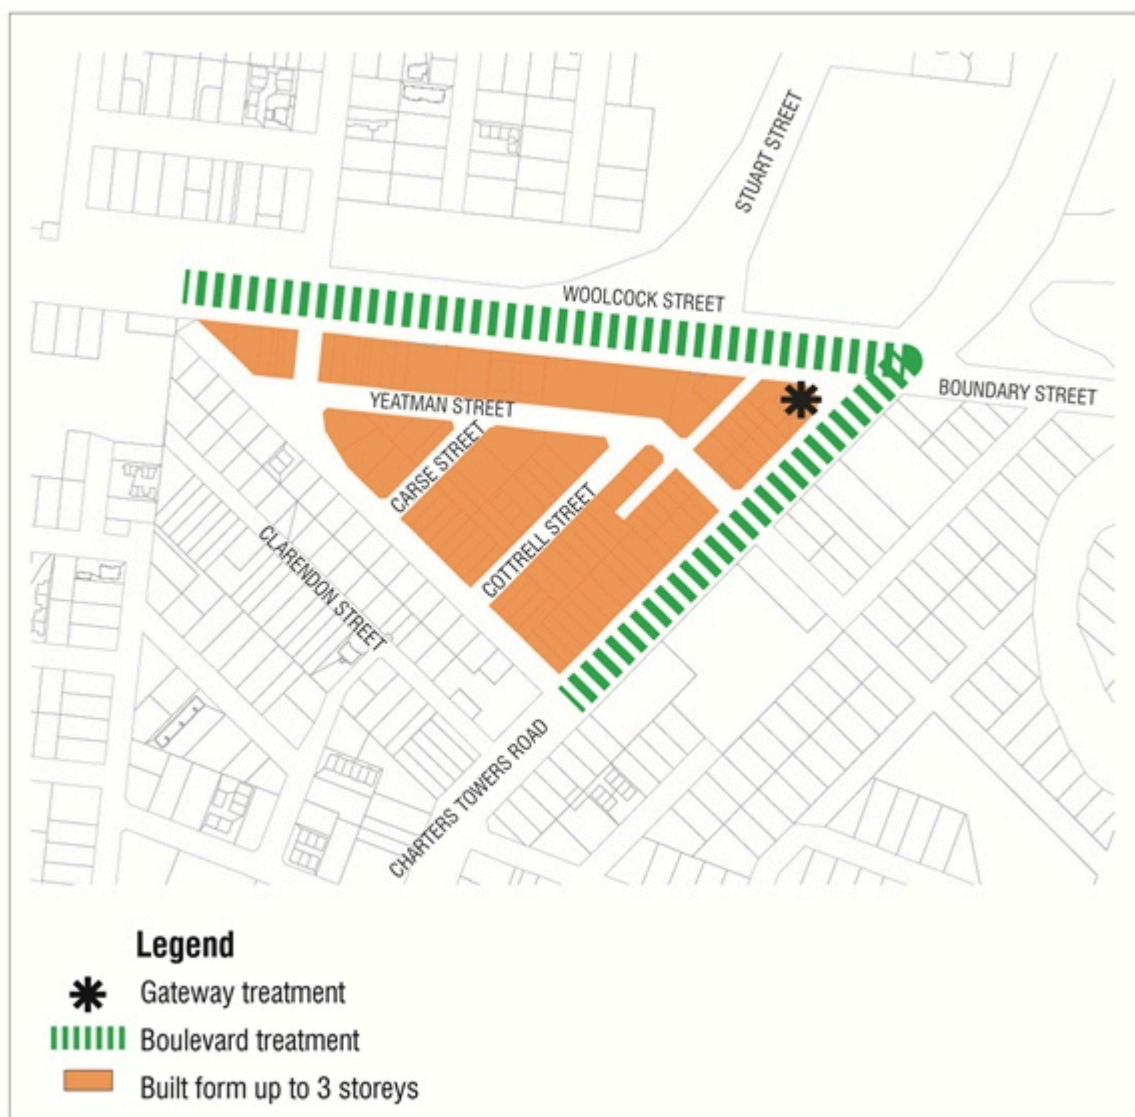 STUART STREET
WOOLCOCK STREET
BOUNDARY STREET
YEATMAN STREET
CARSE STREET
COTTRELL STREET
CLARENDON STREET
CHARTERS TOWERS ROAD
Legend
Gateway treatment
Boulevard treatment
Built form up to 3 storeys